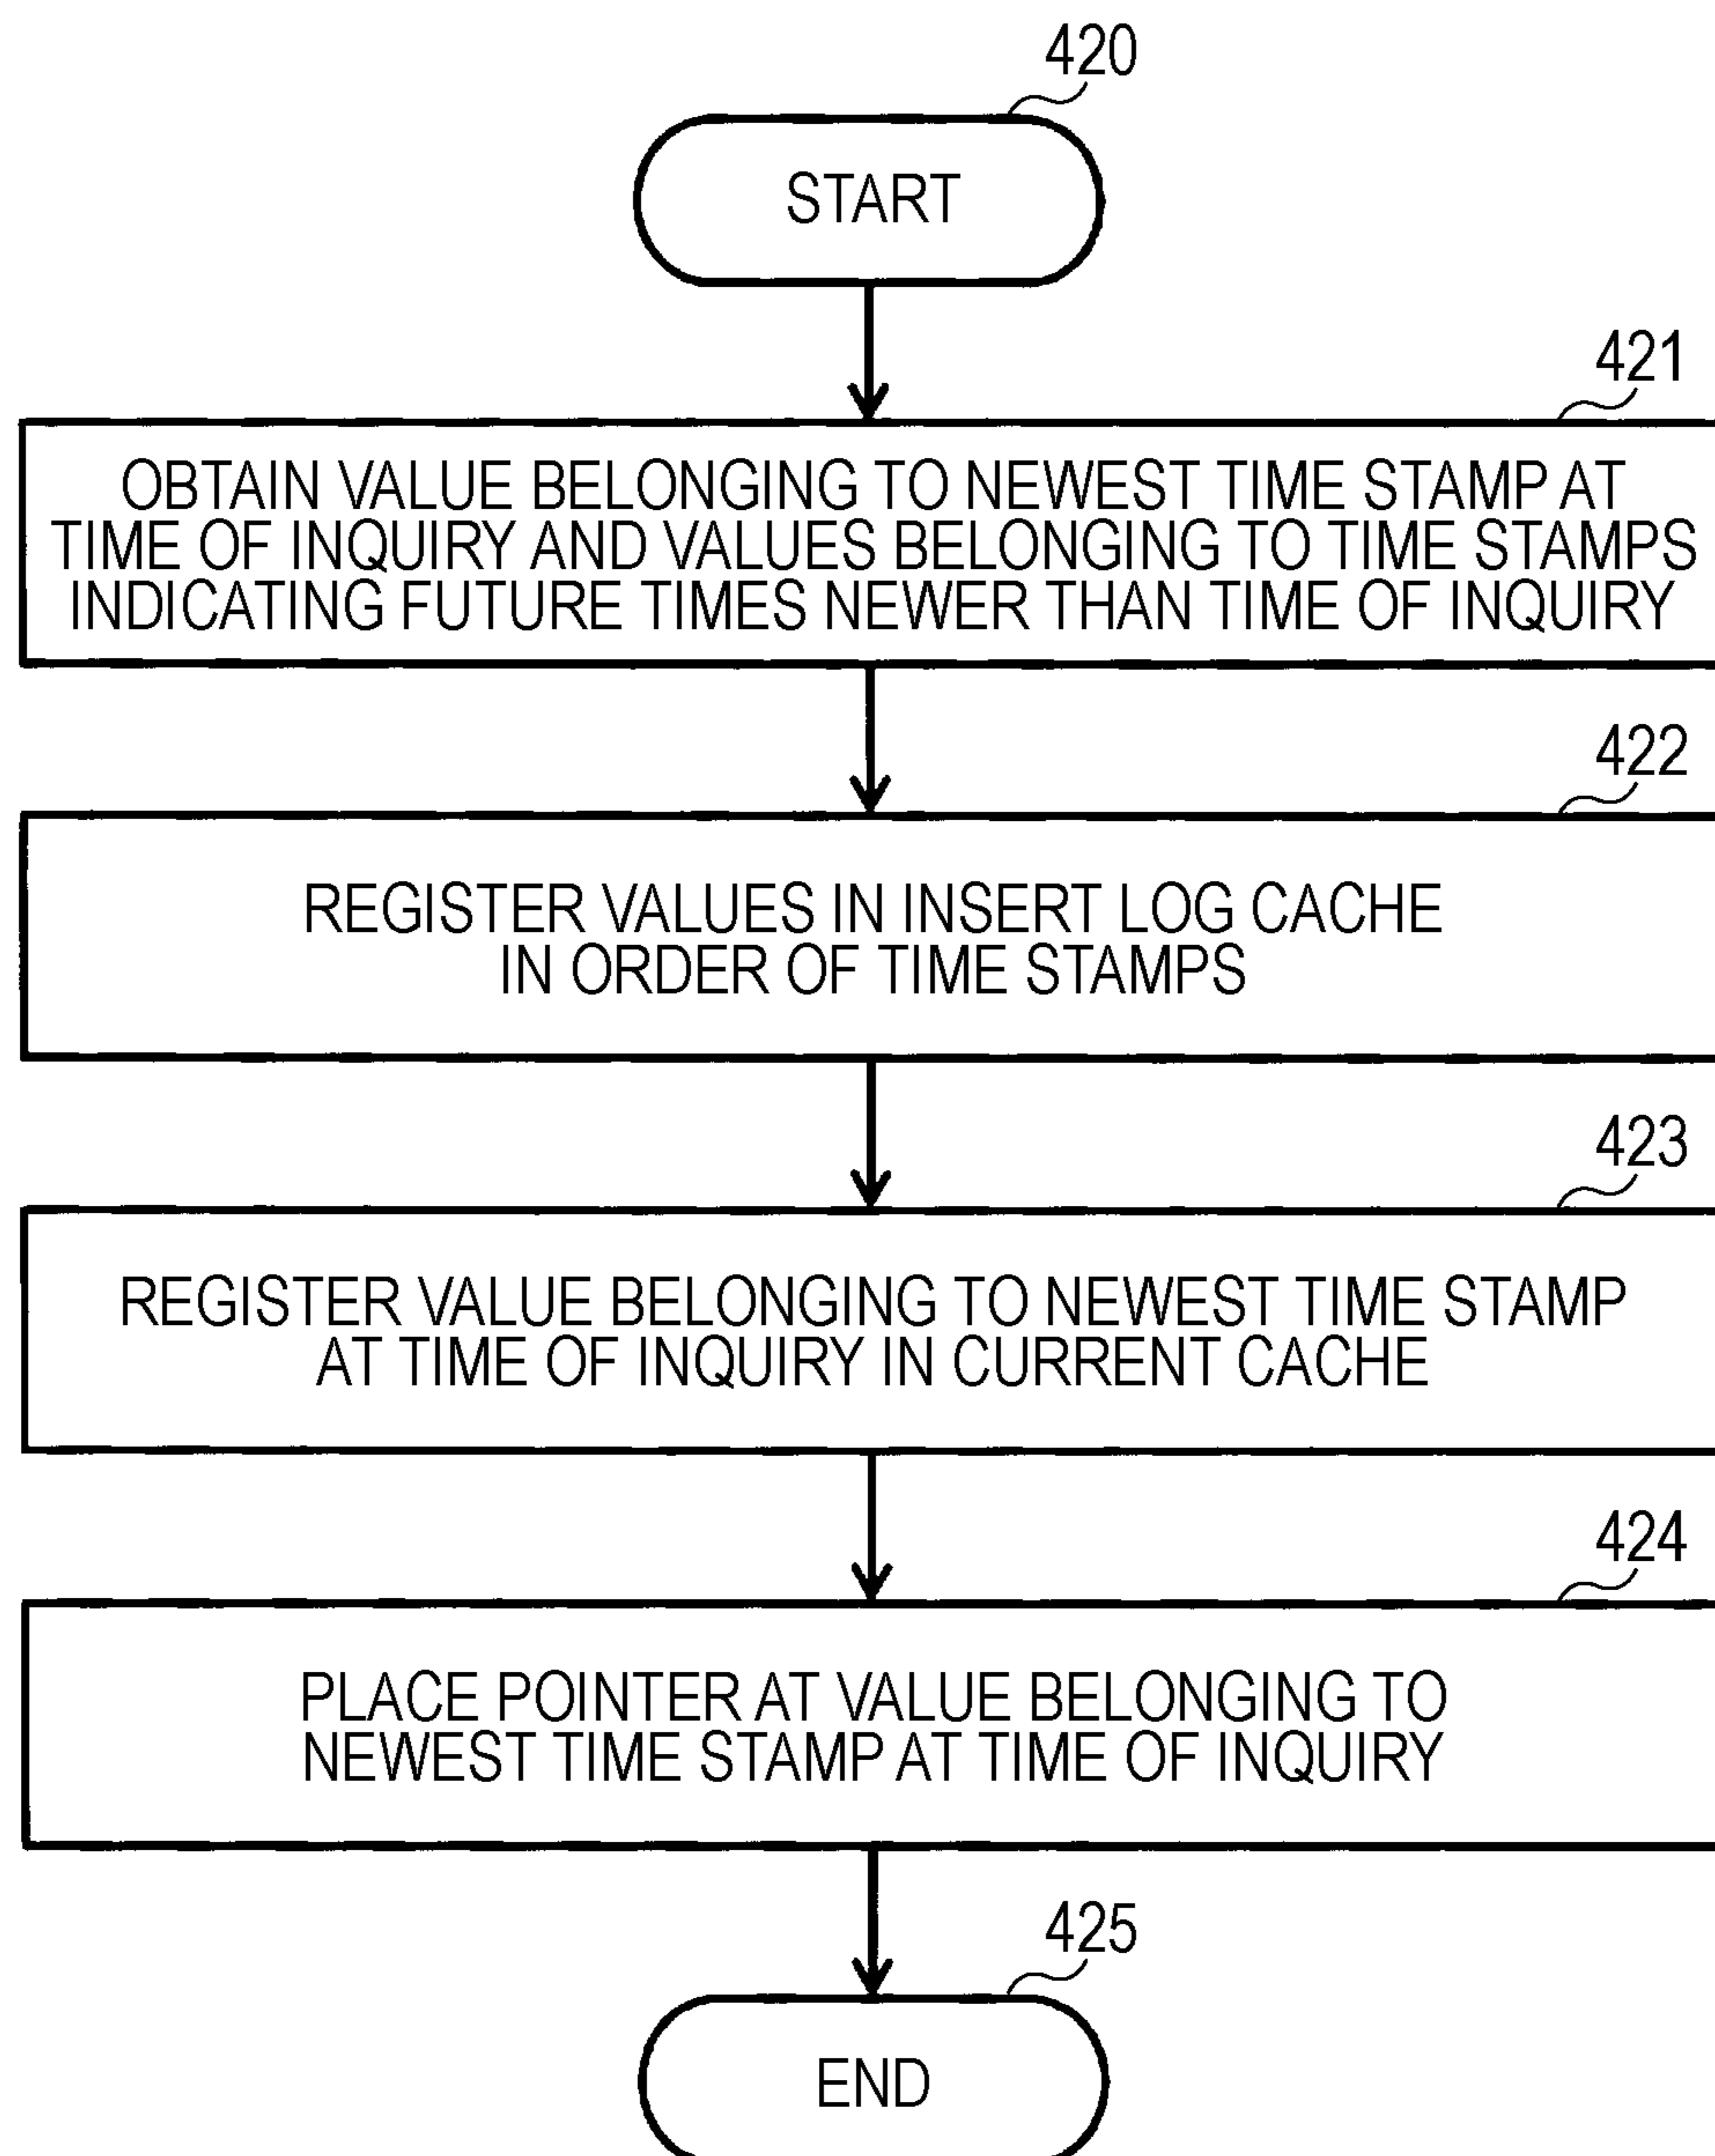 420
START
421
OBTAIN VALUE BELONGING TO NEWEST TIME STAMP AT
TIME OF INQUIRY AND VALUES BELONGING TO TIME STAMPS
INDICATING FUTURE TIMES NEWER THAN TIME OF INQUIRY
422
REGISTER VALUES IN INSERT LOG CACHE
IN ORDER OF TIME STAMPS
423
REGISTER VALUE BELONGING TO NEWEST TIME STAMP
AT TIME OF INQUIRY IN CURRENT CACHE
424
PLACE POINTER AT VALUE BELONGING TO
NEWEST TIME STAMP AT TIME OF INQUIRY
425
END